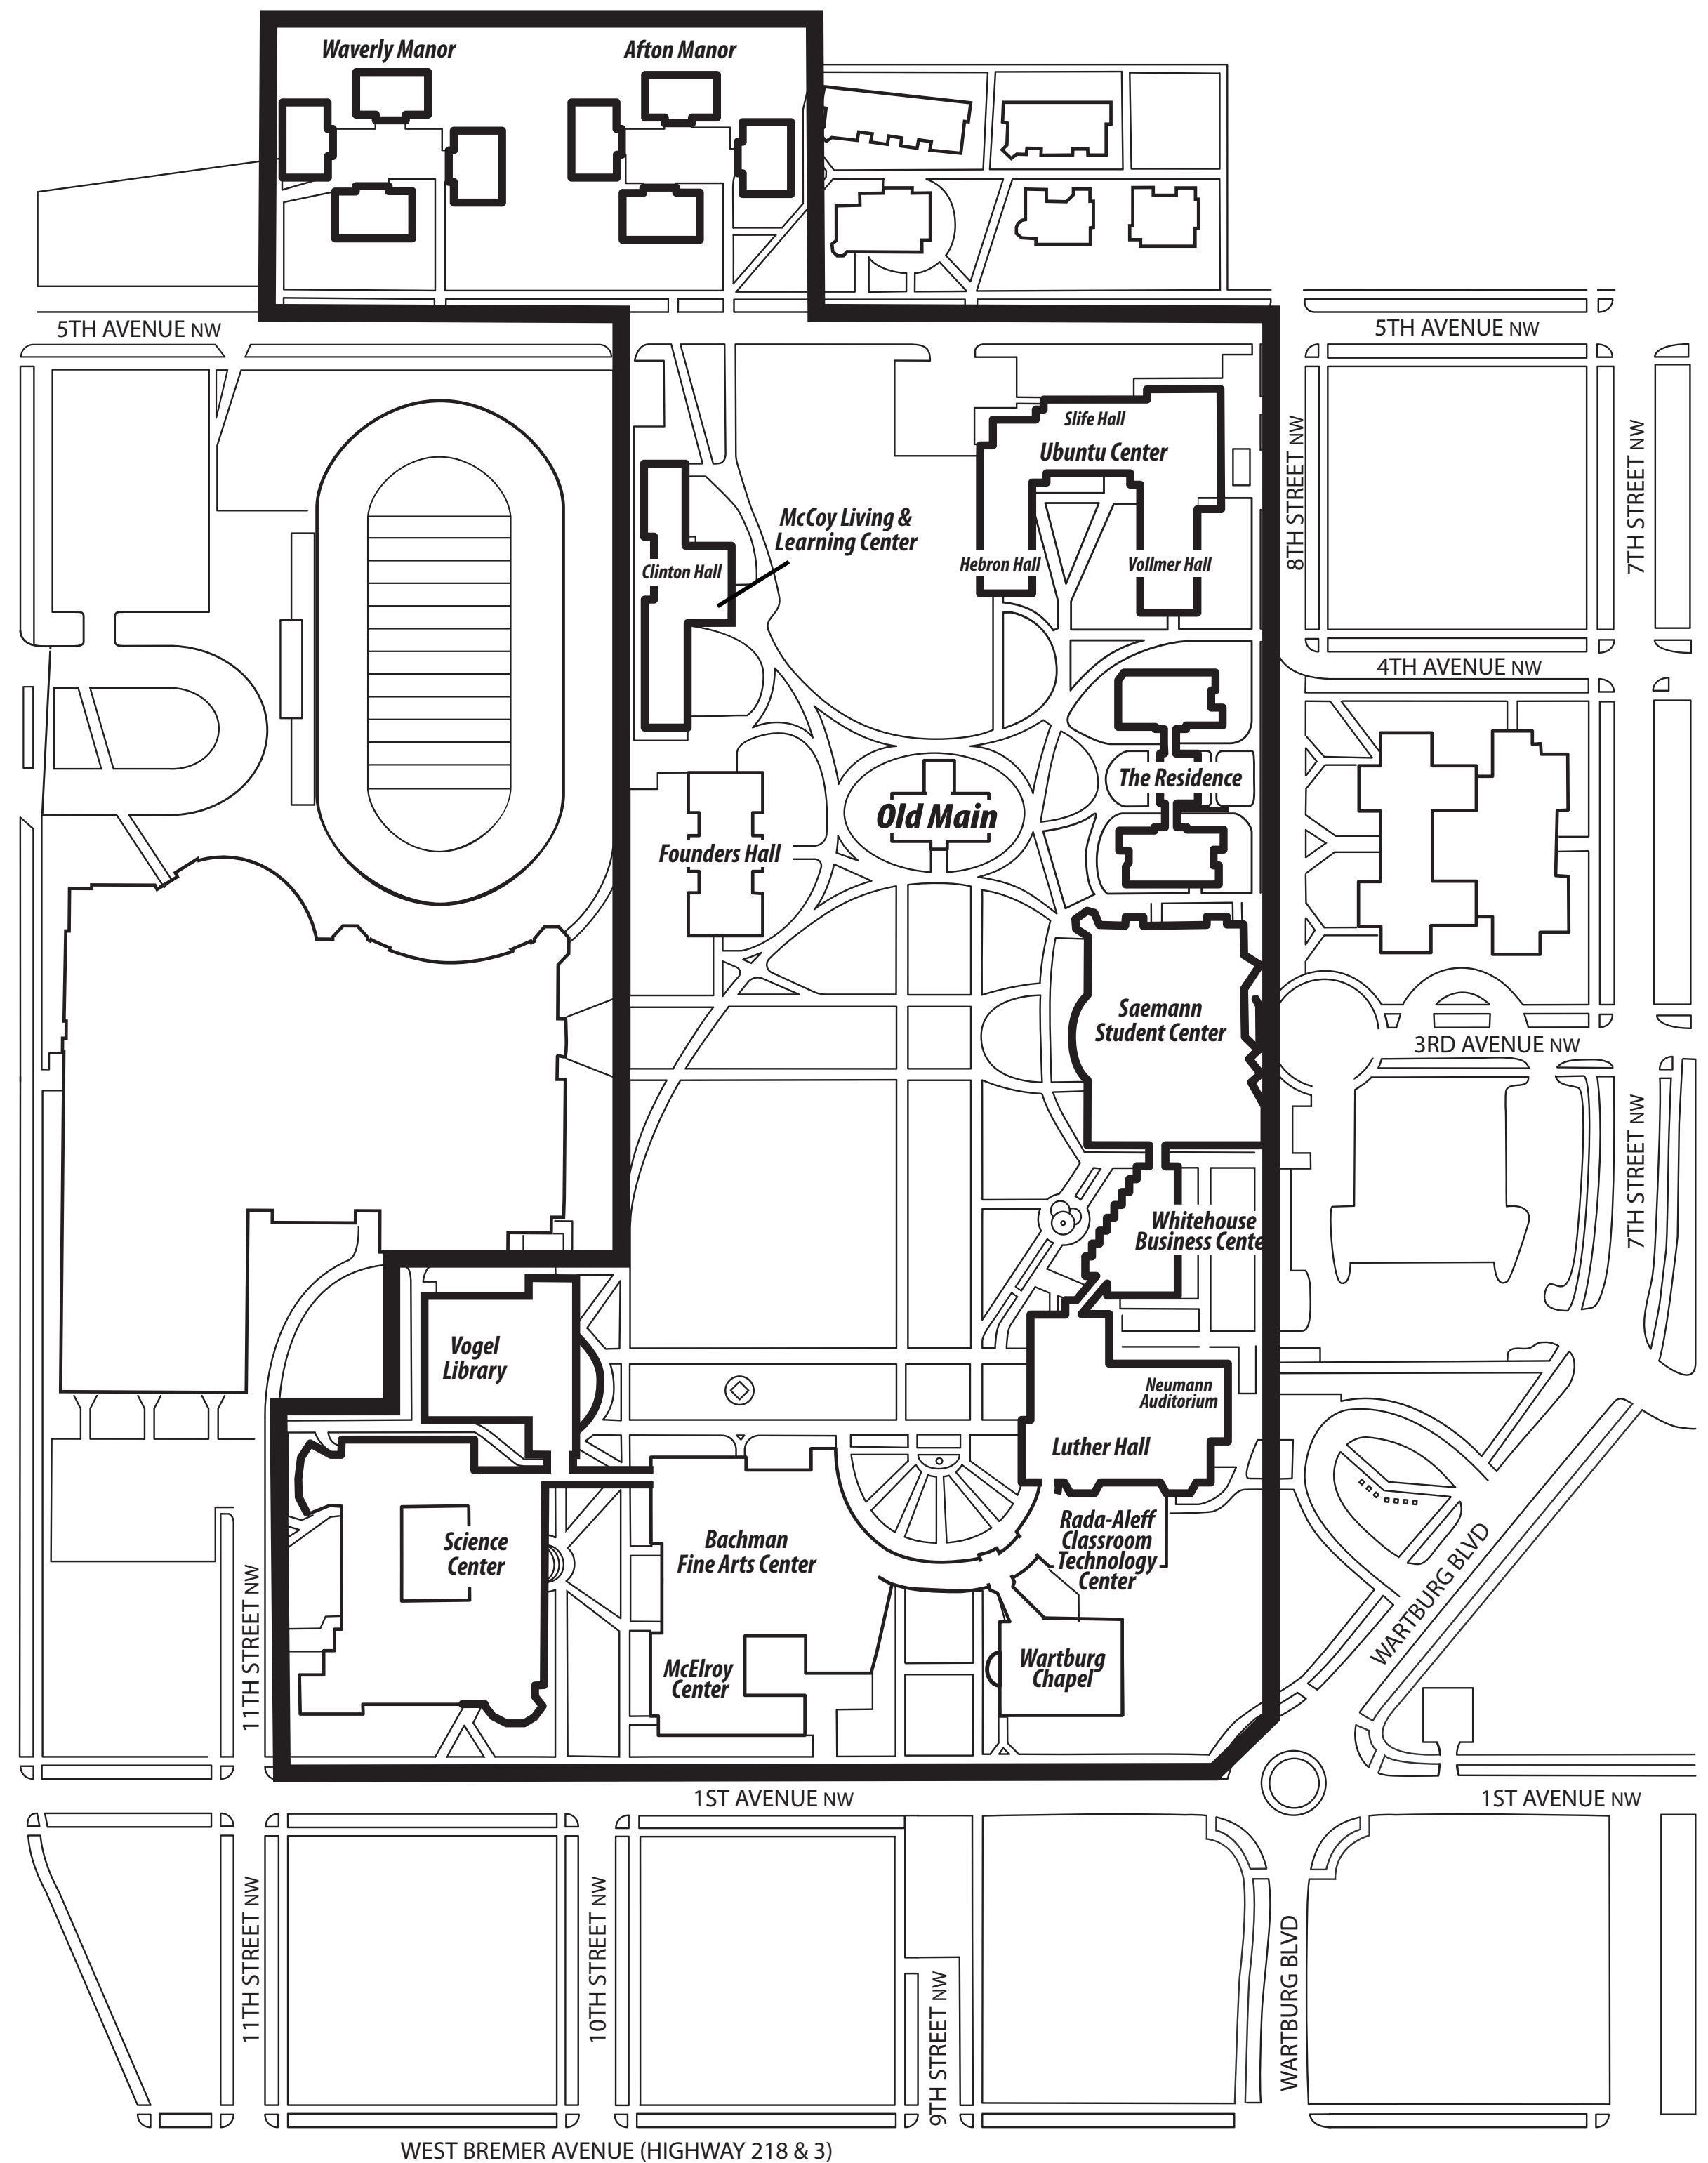 Waverly Manor
Afton Manor
5TH AVENUE NW
5TH AVENUE NW
Slife Hall
Ubuntu Center
8TH STREET NW
7TH STREET NW
McCoy Living &
Learning Center
Clinton Hall
Hebron Hall
Vollmer Hall
4TH AVENUE NW
The Residence
Old Main
Founders Hall
Saemann
Student Center
3RD AVENUE NW
7TH STREET NW
Whitehouse
Business Cente
Vogel
Library
Neumann
Auditorium
Luther Hall
Science
Center
Bachman
Fine Arts Center
Rada-Aleff
Classroom
Technology
Center
WARTBURG BLVD
11TH STREET NW
McElroy
Center
Wartburg
Chapel
1ST AVENUE NW
1ST AVENUE NW
11TH STREET NW
10TH STREET NW
9TH STREET NW
WARTBURG BLVD
WEST BREMER AVENUE (HIGHWAY 218 & 3)